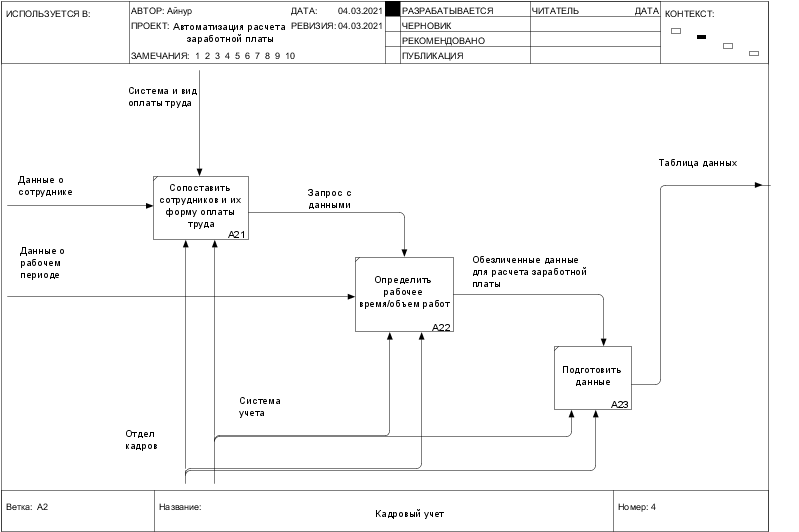 ИСПОЛЬЗУЕТСЯ В:
АВТОР: Айнур
ДАТА: 04.03.2021
РАЗРАБАТЫВАЕТСЯ
ЧИТАТЕЛЬ
ДАТА
КОНТЕКСТ:
ПРОЕКТ: Автоматизация расчета
заработной платы
РЕВИЗИЯ: 04.03.2021
ЧЕРНОВИК
РЕКОМЕНДОВАНО
ЗАМЕЧАНИЯ: 1 2 3 4 5 6 7 8 9 10
ПУБЛИКАЦИЯ
Система и вид
оплаты труда
Таблица данных
Данные о
сотруднике
Сопоставить
сотрудников и их
форму оплаты
труда
A21
Запрос с
данными
Данные о
рабочем
периоде
Определить
рабочее
время/объем работ
A22
Обезличенные данные
для расчета заработной
платы
Подготовить
данные
A23
Система
учета
Отдел
кадров
Ветка: A2
Название:
Кадровый учет
Номер: 4